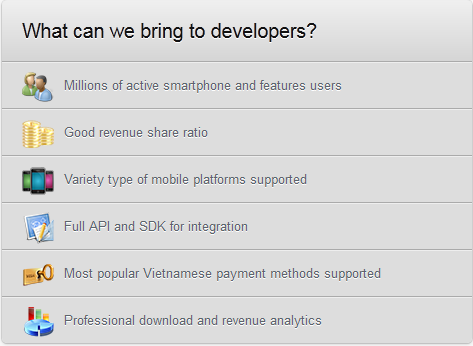 What can we bring to developers?
Millions of active smartphone and features users
Good revenue share ratio
Variety type of mobile platforms supported
Full API and SDK for integration
Most popular Vietnamese payment methods supported
Professional download and revenue analytics